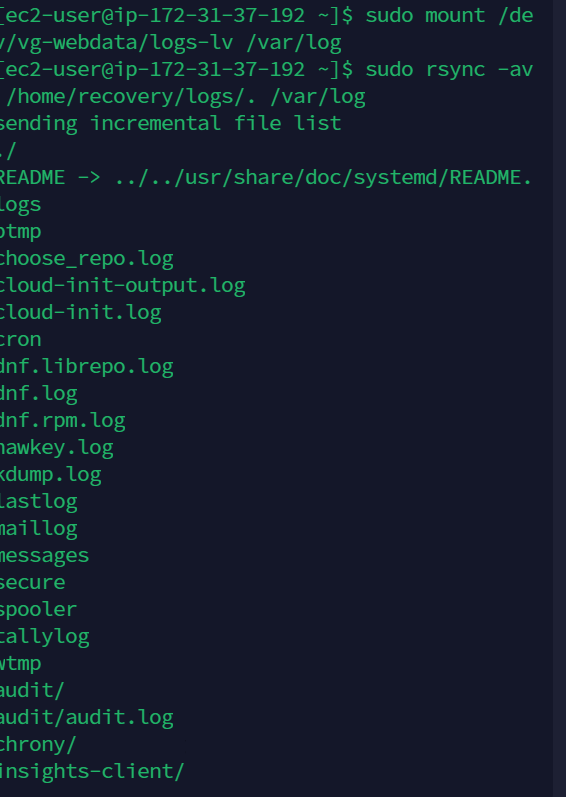 [ec2-user@ip-172-31-37-192 ~]$ sudo mount /de
v/vg-webdata/logs-lv /var/log
[ec2-user@ip-172-31-37-192 ~]$ sudo rsync -av
 /home/recovery/logs/. /var/log
sending incremental file list
./
README -> ../../usr/share/doc/systemd/README.
logs
btmp
choose_repo.log
cloud-init-output.log
cloud-init.log
cron
dnf.librepo.log
dnf.log
dnf.rpm.log
hawkey.log
kdump.log
lastlog
maillog
messages
secure
spooler
tallylog
wtmp
audit/
audit/audit.log
chrony/
insights-client/